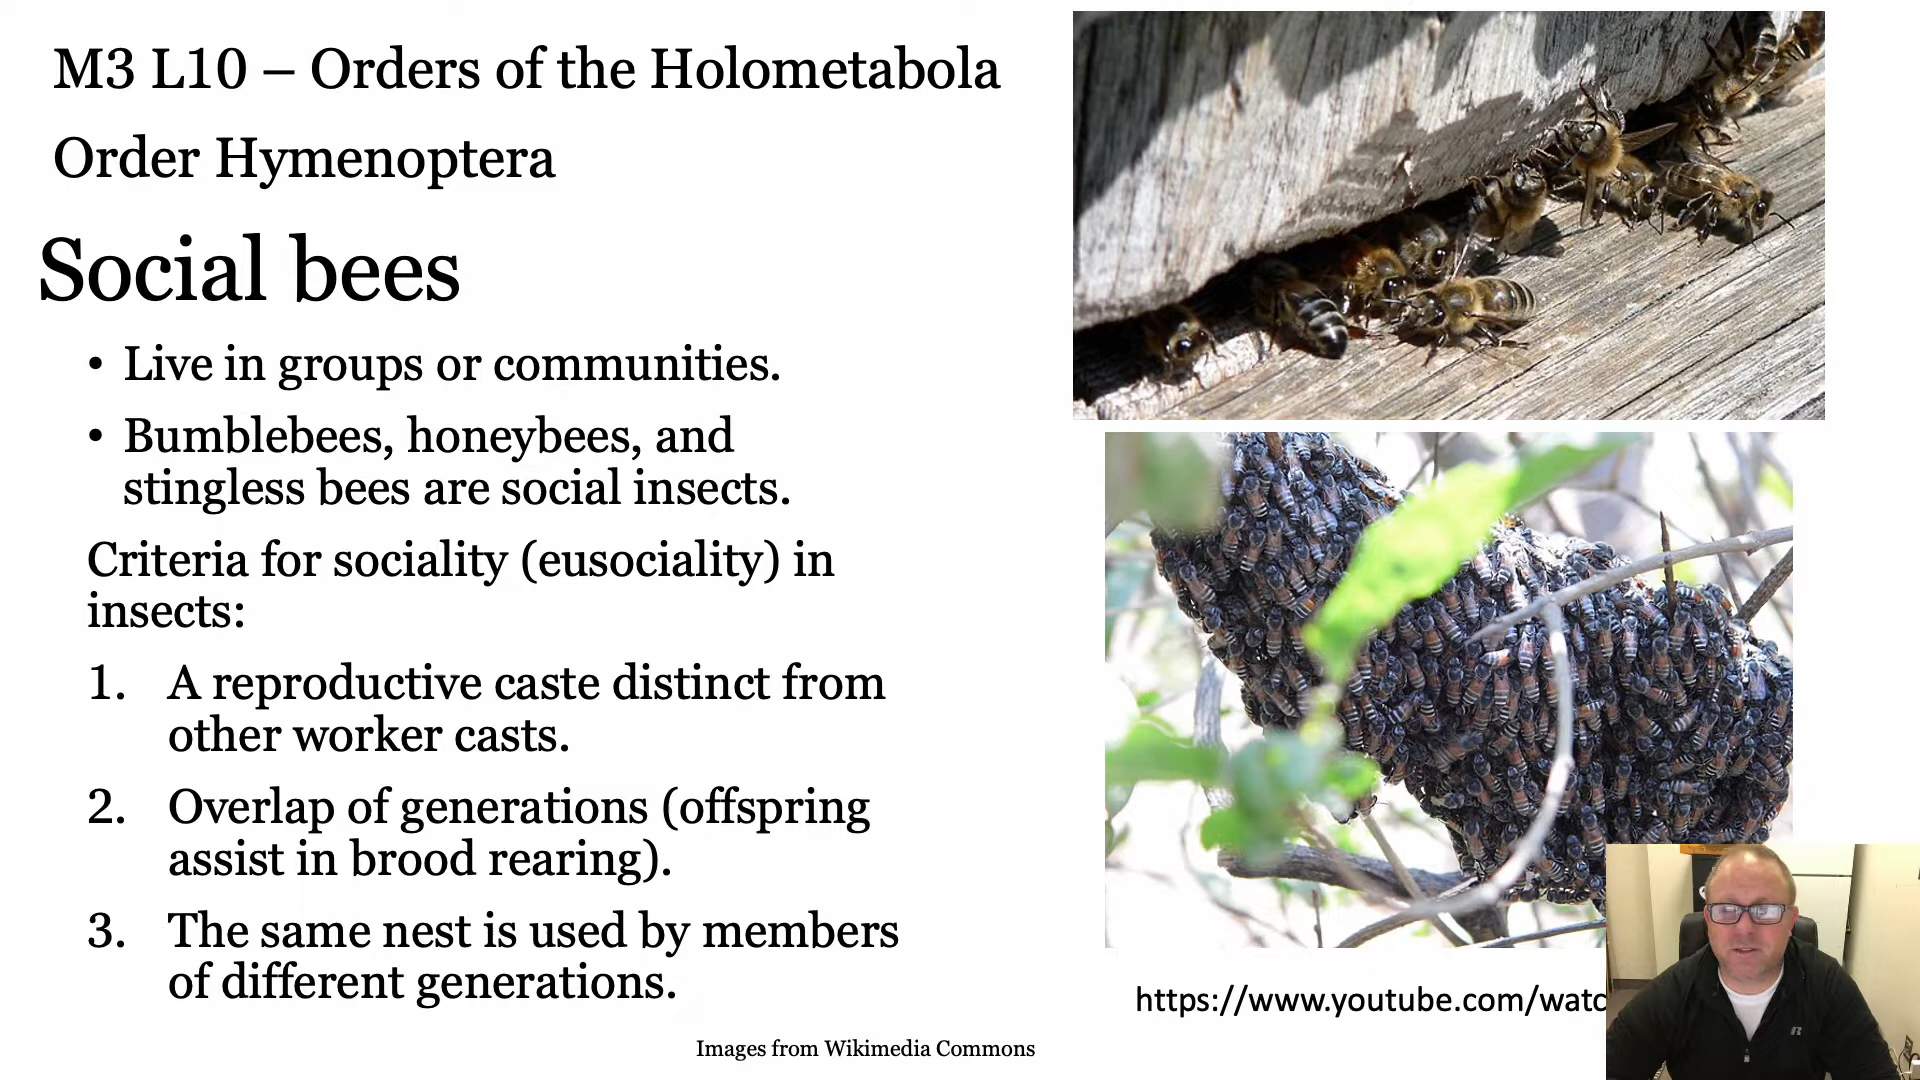 M3 L10 – Orders of the Holometabola
Order Hymenoptera
Social bees
• Live in groups or communities.
• Bumblebees, honeybees, and
stingless bees are social insects.
Criteria for sociality (eusociality) in
insects:
1. A reproductive caste distinct from
other worker casts.
2. Overlap of generations (offspring
assist in brood rearing).
3. The same nest is used by members
of different generations.
https://www.youtube.com/watc
Images from Wikimedia Commons
R